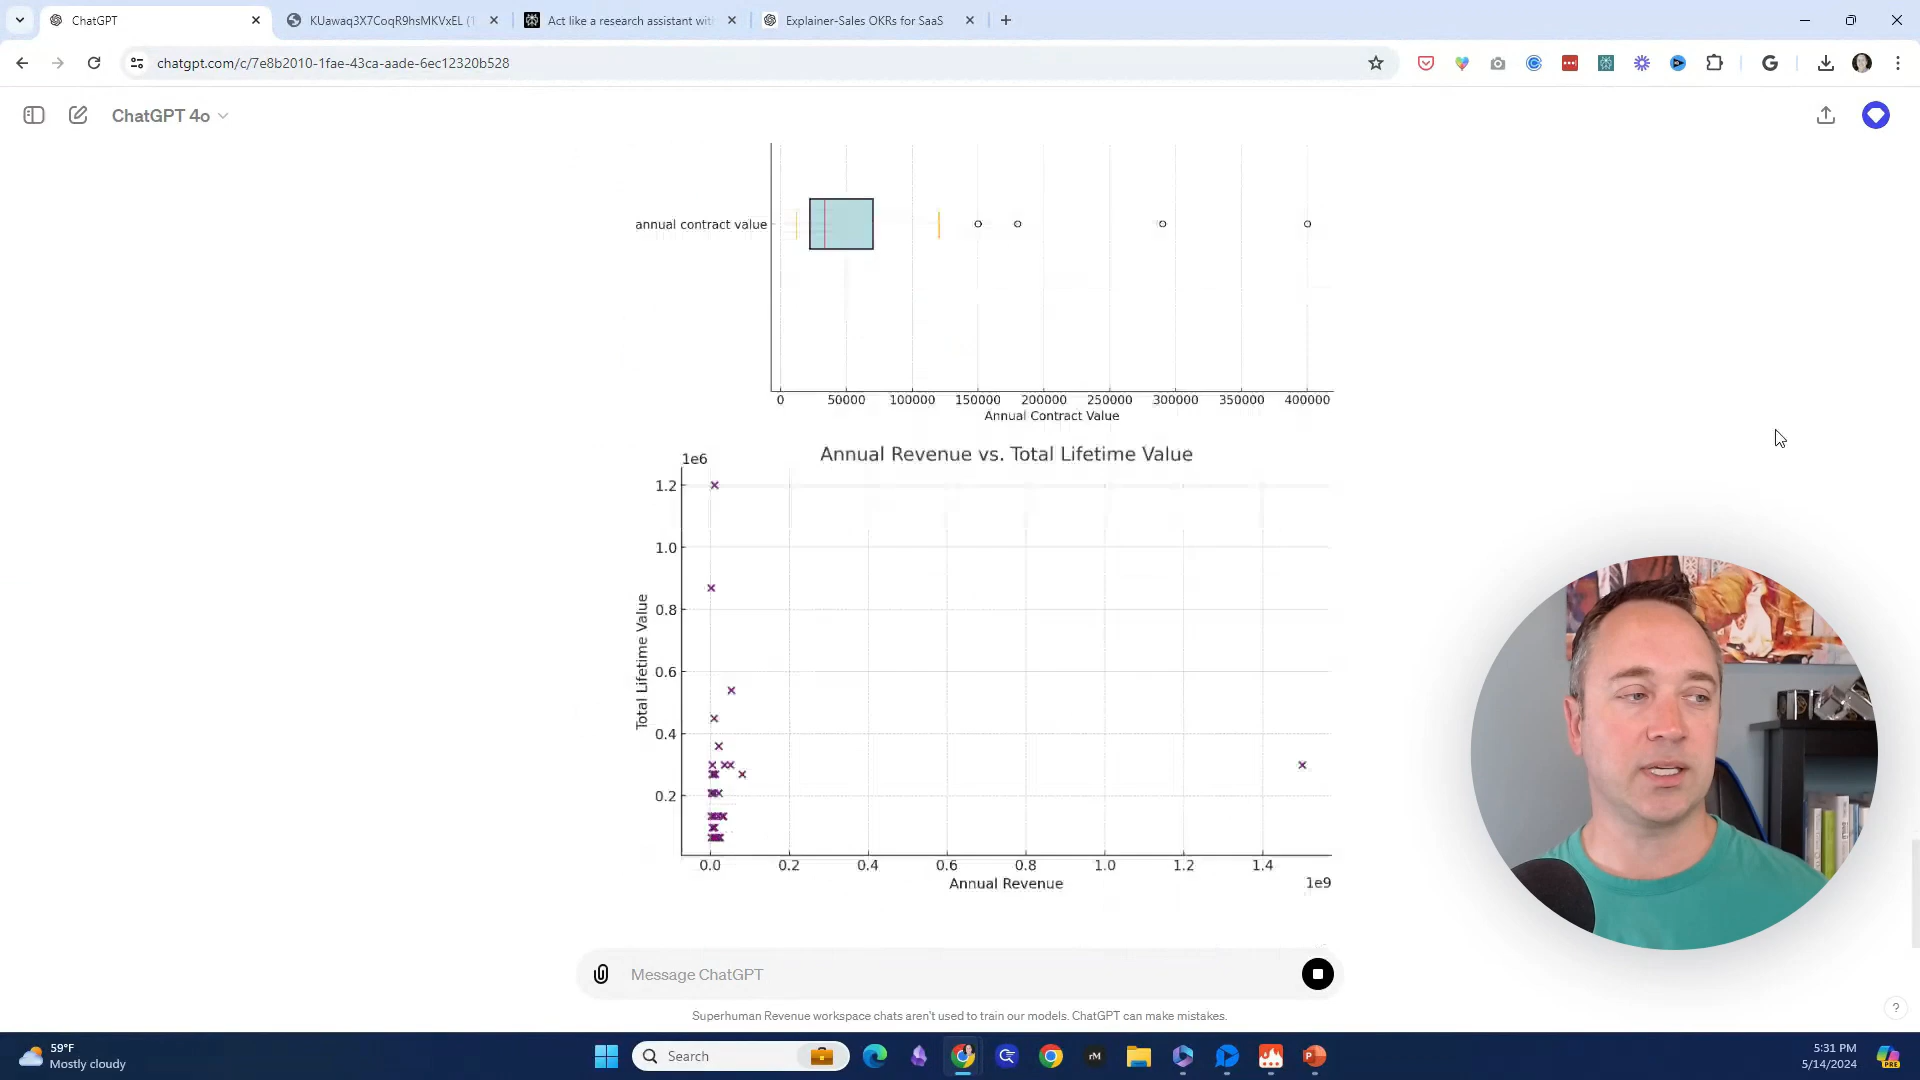 ChatGPT
KUawaq3X7CoqR9hsMKVxEL (1
Act like a research assistant wit
Explainer-Sales OKRs for SaaS
chatgpt.com/c/7e8b2010-1fae-43ca-aade-6ec12320b528
ChatGPT 4o
annual contract value
0 50000 100000 150000 200000 250000 300000 350000 400000
Annual Contract Value
Annual Revenue vs. Total Lifetime Value
1e6
1.2
1.0
0.8
0.6
0.4
0.2
Total Lifetime Value
0.0 0.2 0.4 0.6 0.8 1.0 1.2 1.4
Annual Revenue
1e9
Message ChatGPT
Superhuman Revenue workspace chats aren't used to train our models. ChatGPT can make mistakes.
?
59°F
Mostly cloudy
Search
rM
5:31 PM
5/14/2024
PRE